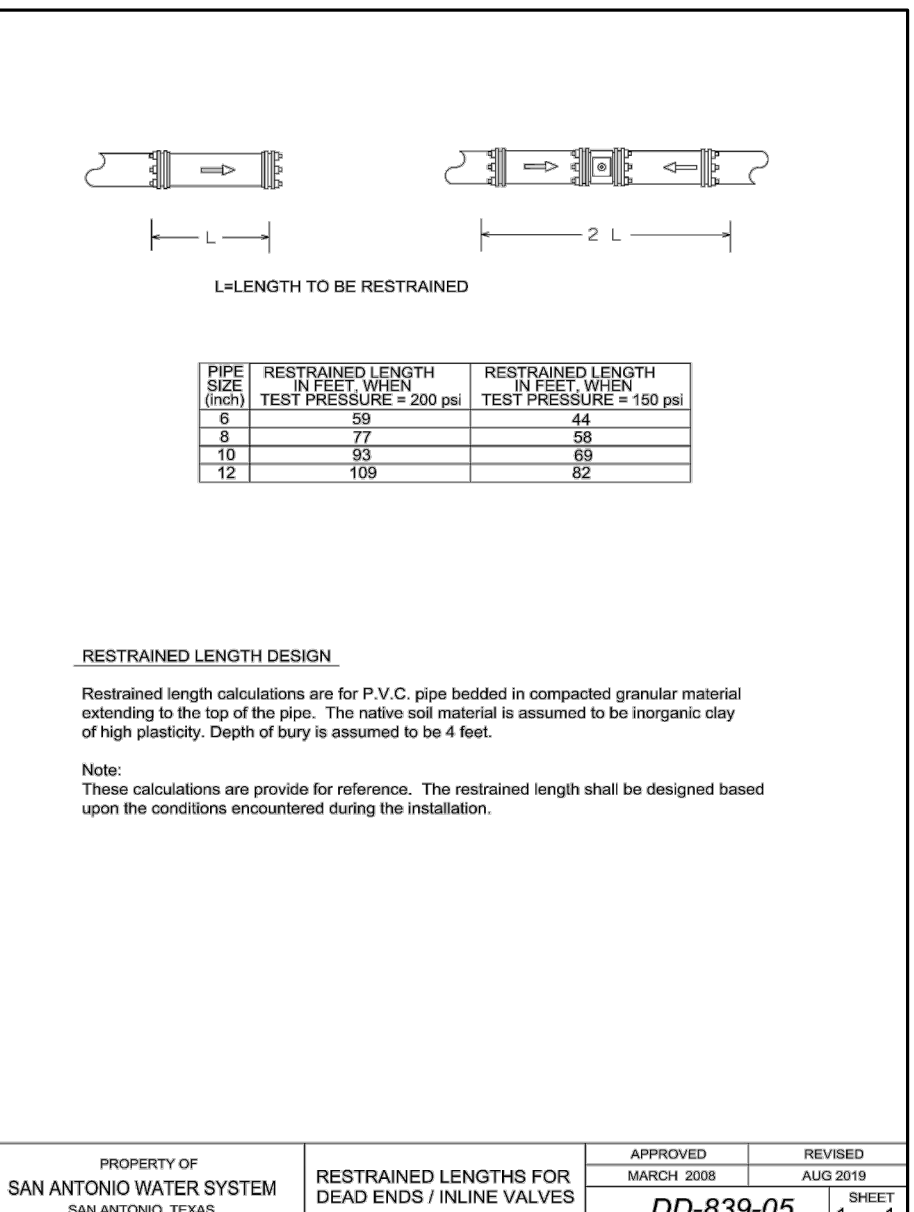 L
2 L
L=LENGTH TO BE RESTRAINED
PIPE SIZE (inch) RESTRAINED LENGTH IN FEET, WHEN TEST PRESSURE = 200 psi RESTRAINED LENGTH IN FEET, WHEN TEST PRESSURE = 150 psi
6 59 44
8 77 58
10 93 69
12 109 82
RESTRAINED LENGTH DESIGN
Restrained length calculations are for P.V.C. pipe bedded in compacted granular material
extending to the top of the pipe. The native soil material is assumed to be inorganic clay
of high plasticity. Depth of bury is assumed to be 4 feet.
Note:
These calculations are provide for reference. The restrained length shall be designed based
upon the conditions encountered during the installation.
PROPERTY OF
SAN ANTONIO WATER SYSTEM
SAN ANTONIO, TEXAS
RESTRAINED LENGTHS FOR
DEAD ENDS / INLINE VALVES
APPROVED REVISED
MARCH 2008 AUG 2019
DD-839-05
SHEET